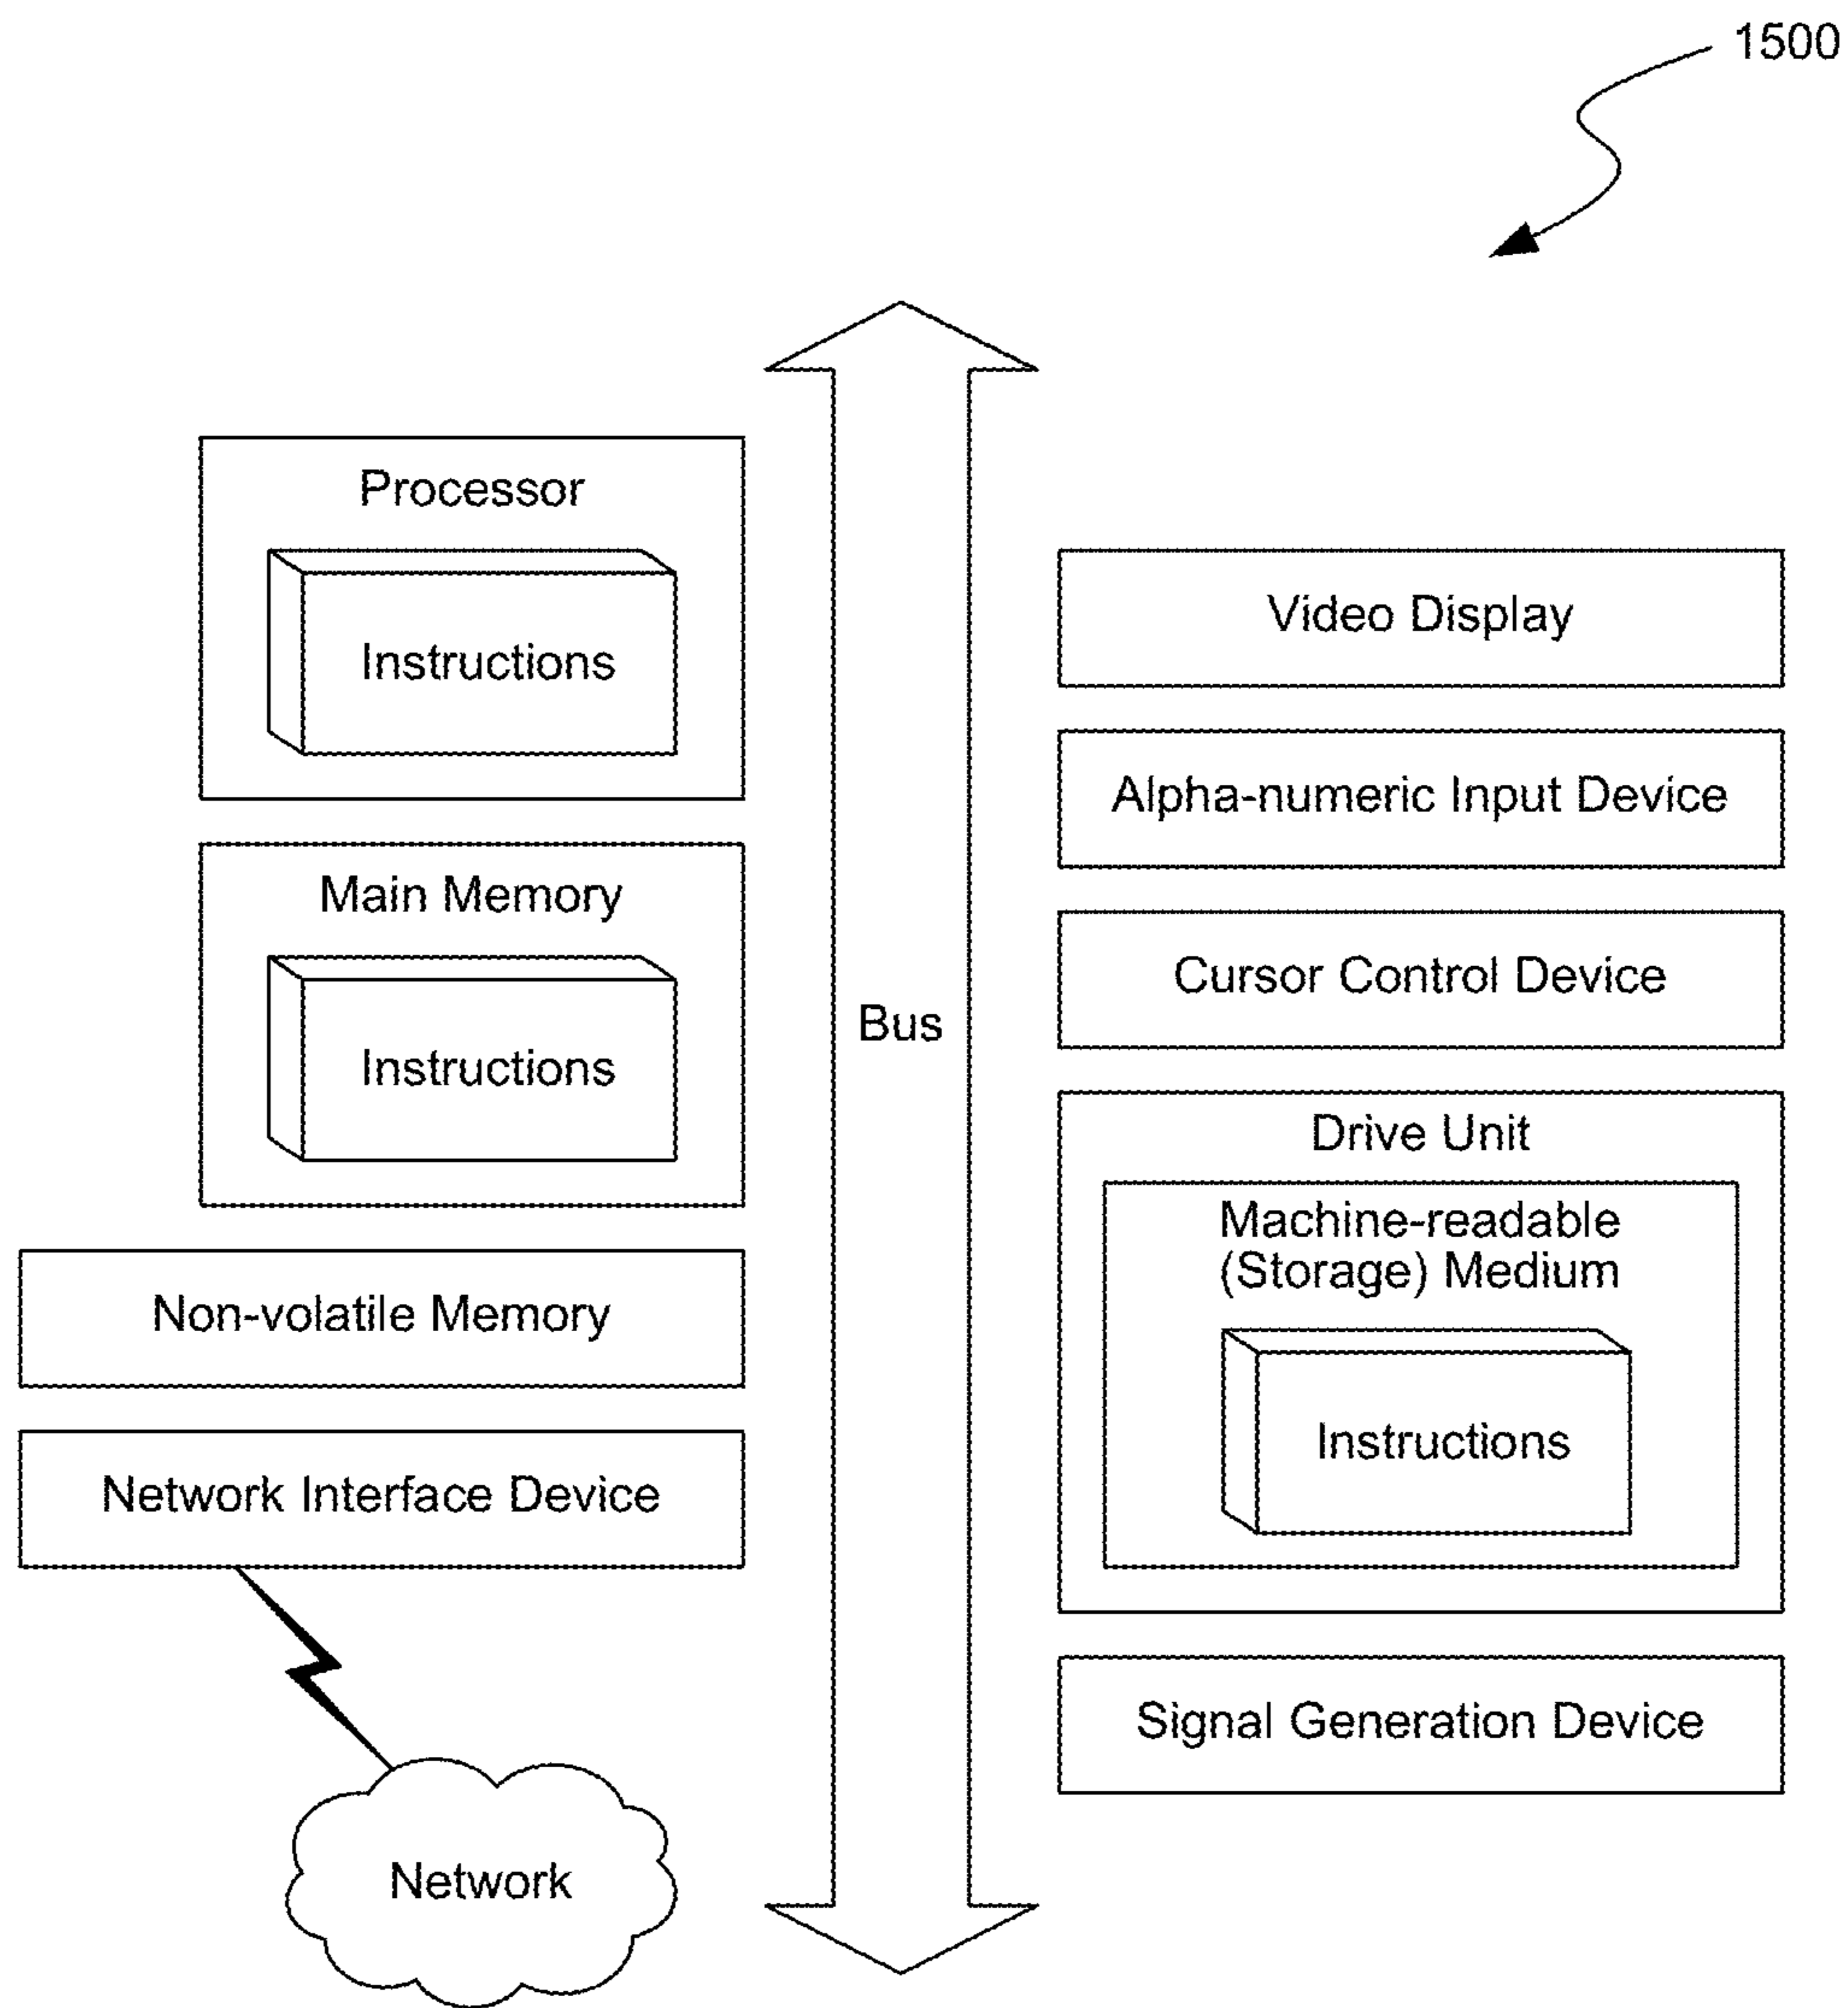 1500
Processor
Instructions
Main Memory
Instructions
Non-volatile Memory
Network Interface Device
Network
Bus
Video Display
Alpha-numeric Input Device
Cursor Control Device
Drive Unit
Machine-readable
(Storage) Medium
Instructions
Signal Generation Device